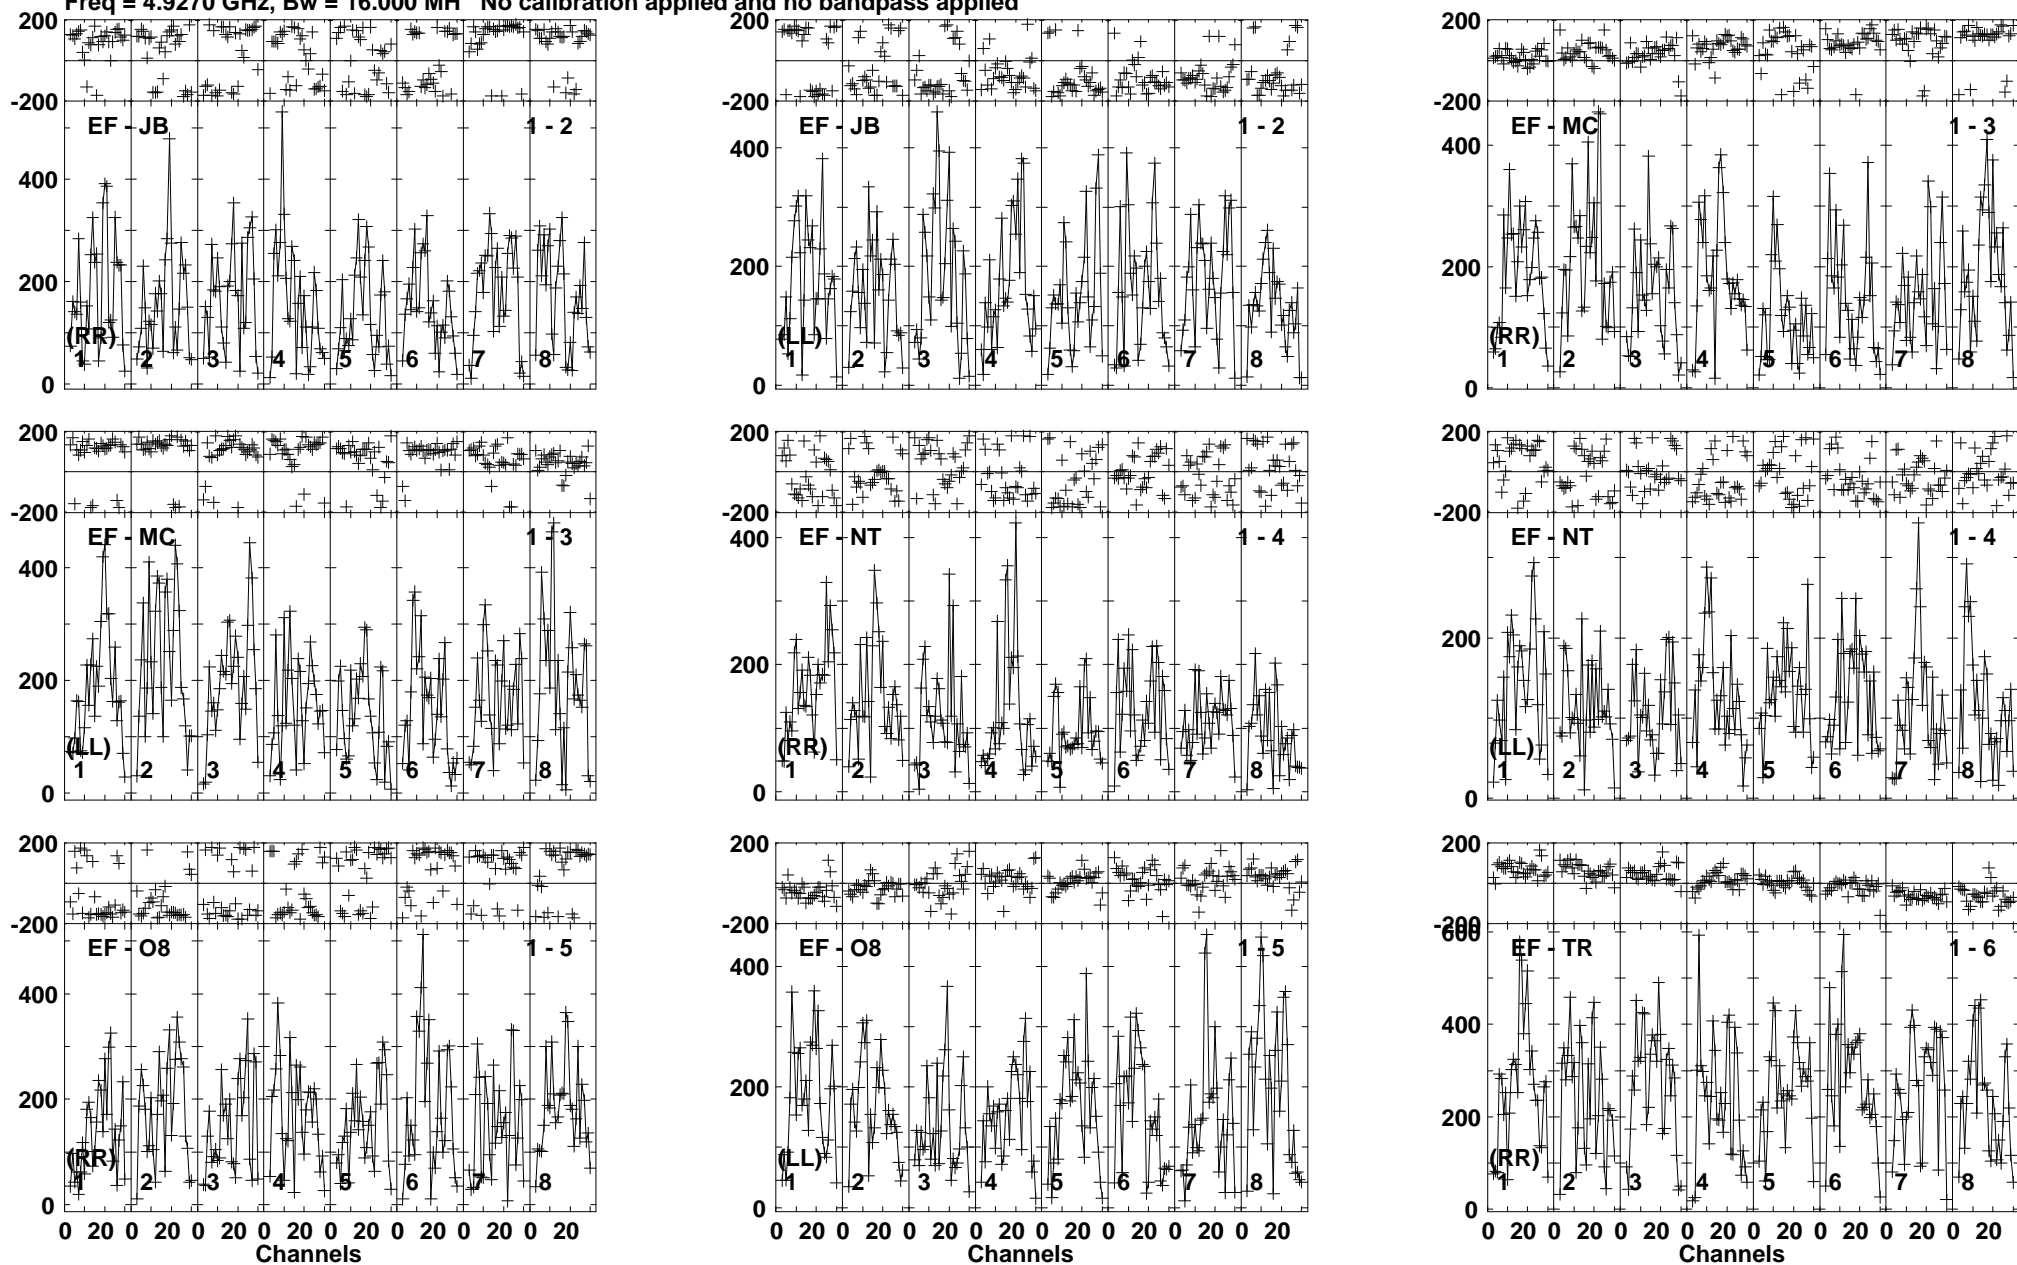 Freq = 4.9270 GHz, Bw = 16.000 MH No calibration applied and no bandpass applied
200 200 200
-200 -200 -200
EF - JB 1 - 2 EF - JB 1 - 2 EF - MC 1 - 3
400 400 400
200 200 200
(RR) (LL) (RR)
1 2 3 4 5 6 7 8 1 2 3 4 5 6 7 8 1 2 3 4 5 6 7 8
0 0 0
200 200 200
-200 -200 -200
EF - MC 1 - 3 EF - NT 1 - 4 EF - NT 1 - 4
400 400
200 200 200
(LL) (RR) (LL)
1 2 3 4 5 6 7 8 1 2 3 4 5 6 7 8 1 2 3 4 5 6 7 8
0 0 0
200 200 200
-200 -200 -200
600
EF - O8 1 - 5 EF - O8 1 - 5 EF - TR 1 - 6
400 400 400
200 200 200
(RR) (LL) (RR)
1 2 3 4 5 6 7 8 1 2 3 4 5 6 7 8 1 2 3 4 5 6 7 8
0 0 0
0 20 0 20 0 20 0 20 0 20 0 20 0 20 0 20 0 20 0 20 0 20 0 20 0 20 0 20 0 20 0 20 0 20 0 20 0 20 0 20 0 20 0 20 0 20 0 20
Channels Channels Channels